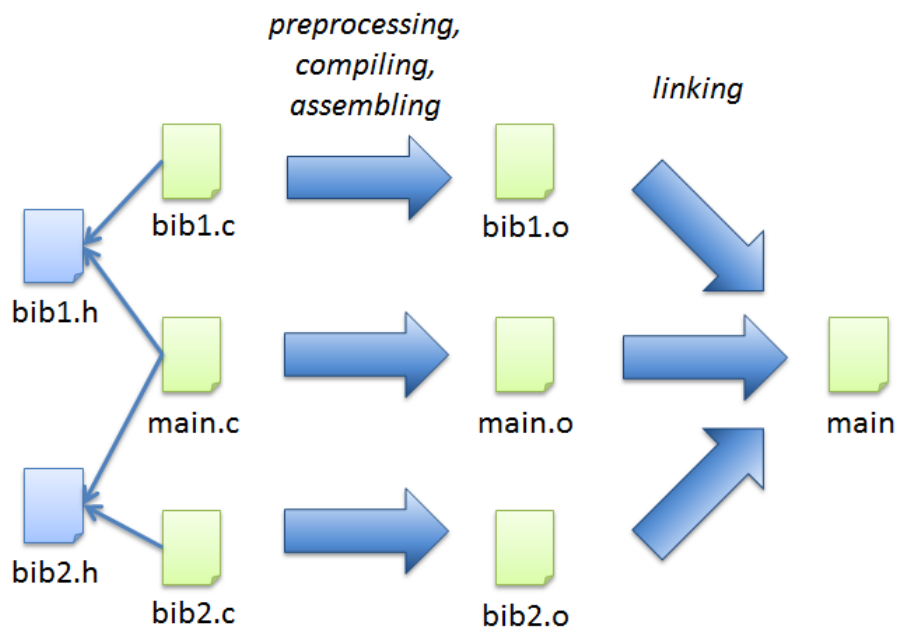 preprocessing,
compiling,
assembling
linking
bib1.c
bib1.o
bib1.h
main.c
main.o
main
bib2.h
bib2.c
bib2.o